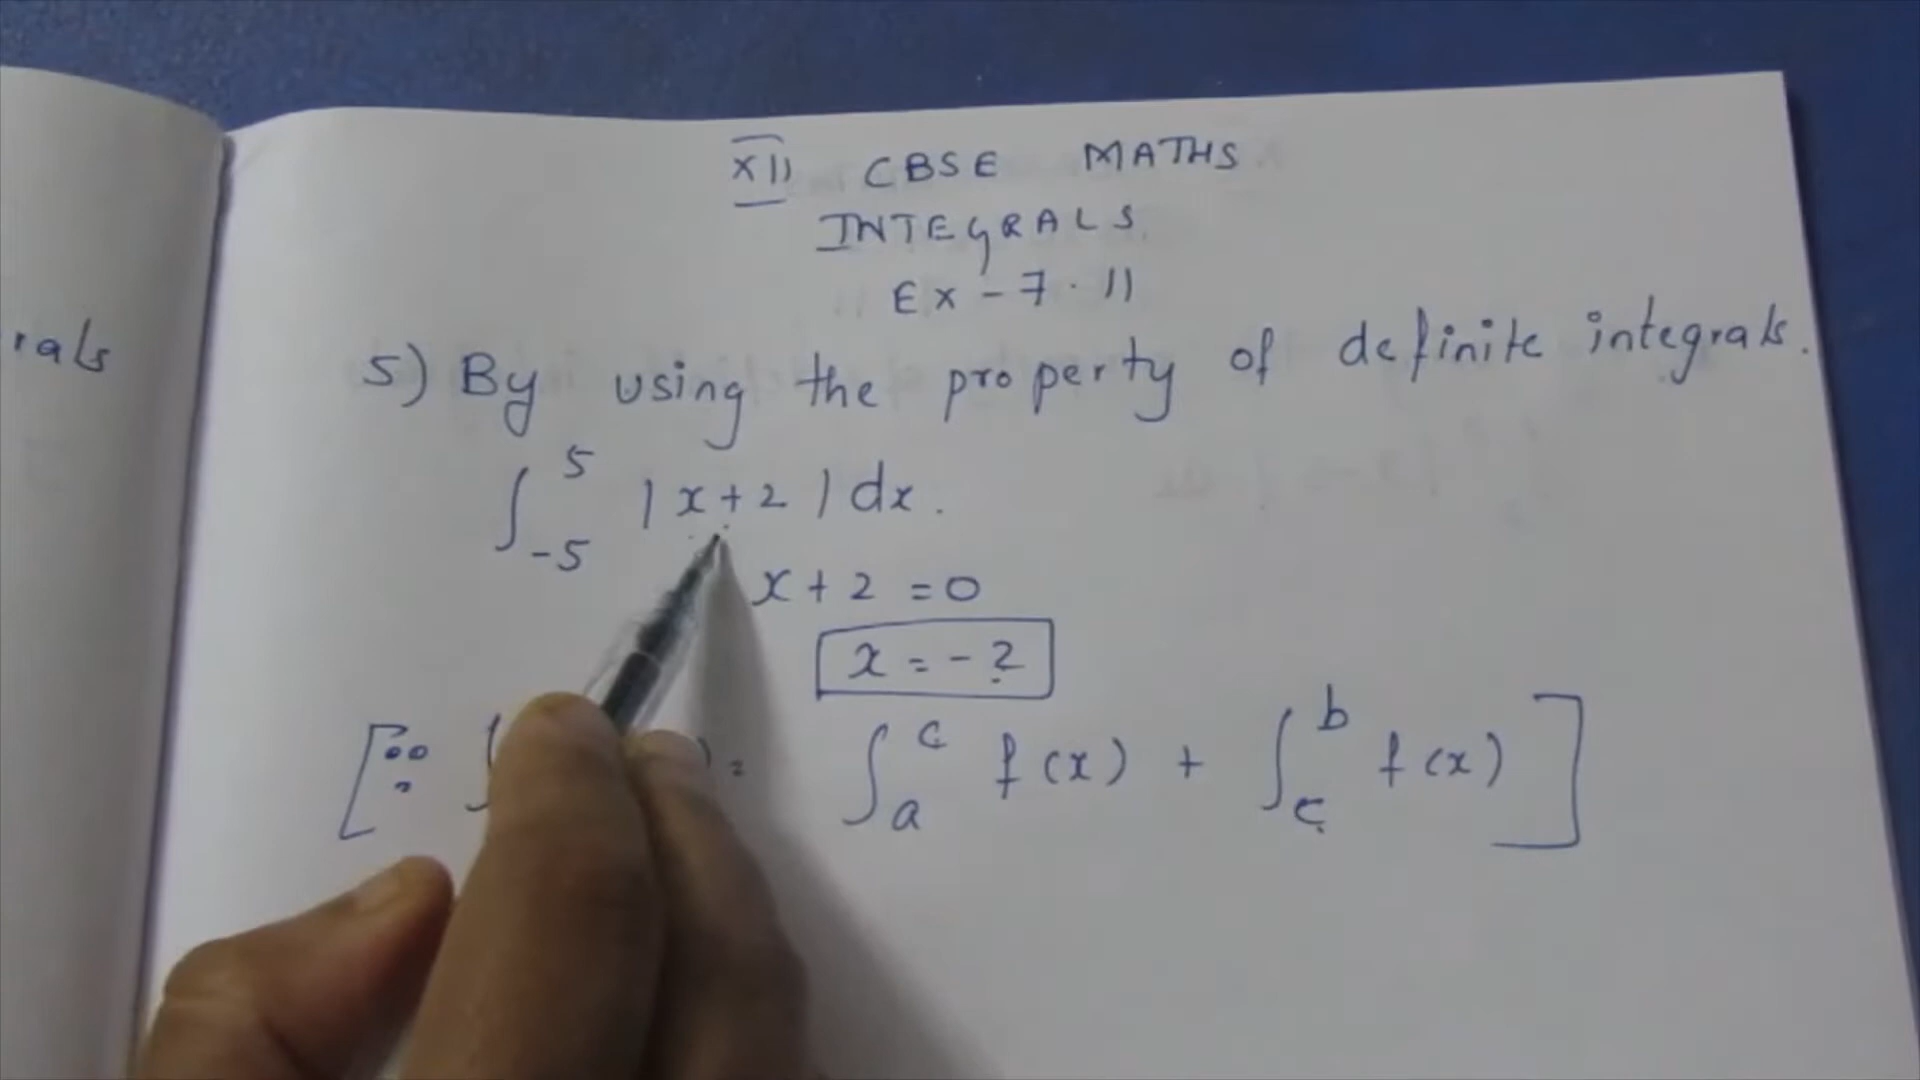 rals
XII CBSE MATHS
INTEGRALS
Ex - 7.11
5) By using the property of definite integrals.
∫₋₅⁵ |x+2| dx.
x+2 =0
x = -2
[∵ ∫ ) = ∫ₐᶜ f(x) + ∫꜀ᵇ f(x)]